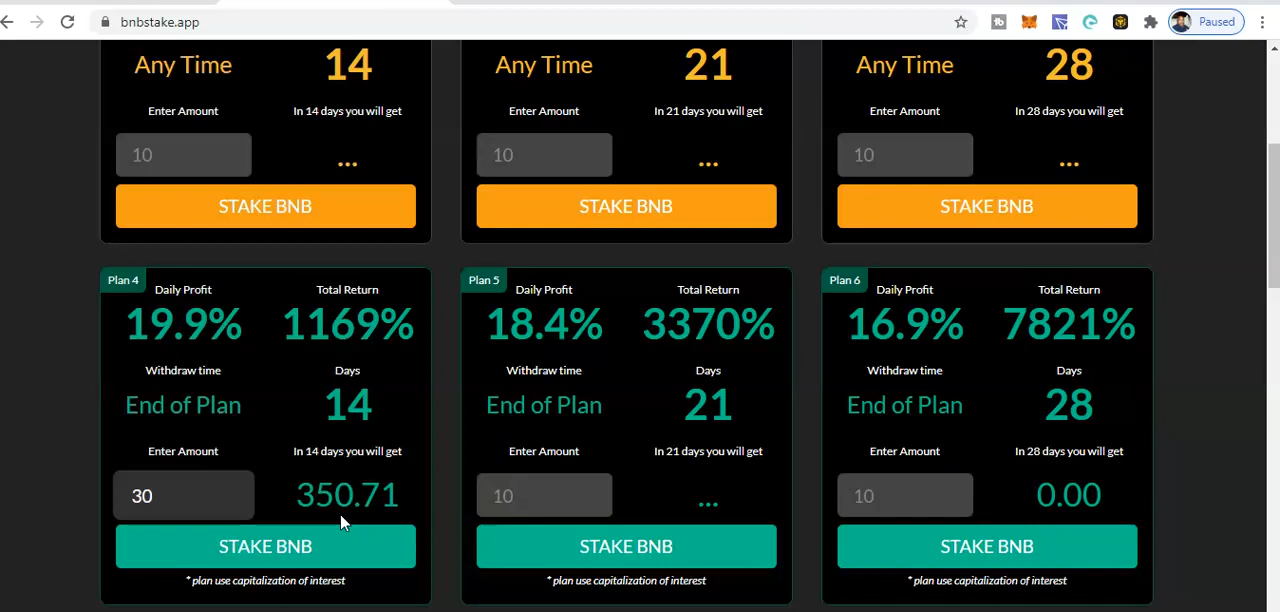 bnbstake.app
Paused
Any Time 14 Any Time 21 Any Time 28
Enter Amount In 14 days you will get Enter Amount In 21 days you will get Enter Amount In 28 days you will get
10 ... 10 ... 10 ...
STAKE BNB STAKE BNB STAKE BNB
Plan 4 Plan 5 Plan 6
Daily Profit Total Return Daily Profit Total Return Daily Profit Total Return
19.9% 1169% 18.4% 3370% 16.9% 7821%
Withdraw time Days Withdraw time Days Withdraw time Days
End of Plan 14 End of Plan 21 End of Plan 28
Enter Amount In 14 days you will get Enter Amount In 21 days you will get Enter Amount In 28 days you will get
30 350.71 10 ... 10 0.00
STAKE BNB STAKE BNB STAKE BNB
* plan use capitalization of interest * plan use capitalization of interest * plan use capitalization of interest